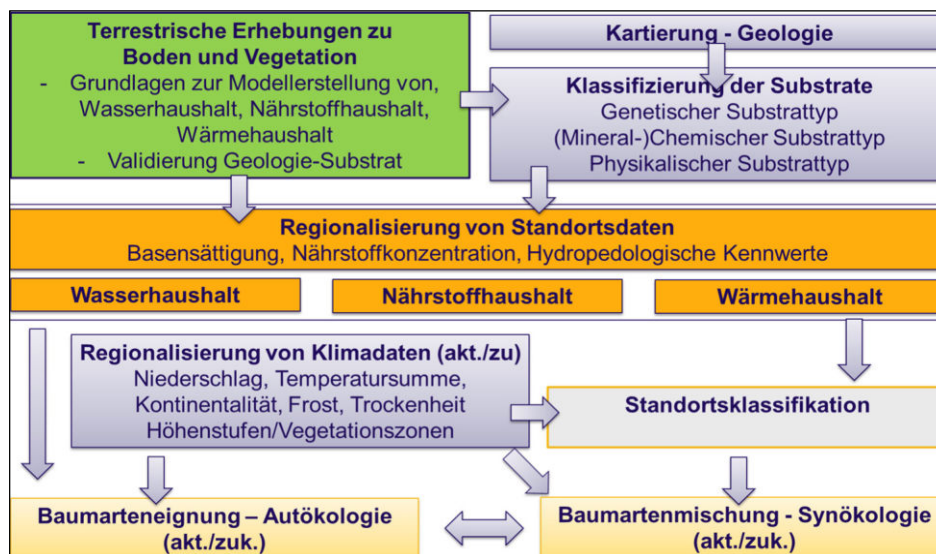 Terrestrische Erhebungen zu
Boden und Vegetation
- Grundlagen zur Modellerstellung von,
Wasserhaushalt, Nährstoffhaushalt,
Wärmehaushalt
- Validierung Geologie-Substrat
Kartierung - Geologie
Klassifizierung der Substrate
Genetischer Substrattyp
(Mineral-)Chemischer Substrattyp
Physikalischer Substrattyp
Regionalisierung von Standortsdaten
Basensättigung, Nährstoffkonzentration, Hydropedologische Kennwerte
Wasserhaushalt
Nährstoffhaushalt
Wärmehaushalt
Regionalisierung von Klimadaten (akt./zu)
Niederschlag, Temperatursumme,
Kontinentalität, Frost, Trockenheit
Höhenstufen/Vegetationszonen
Standortsklassifikation
Baumarteneignung – Autökologie
(akt./zuk.)
Baumartenmischung - Synökologie
(akt./zuk.)